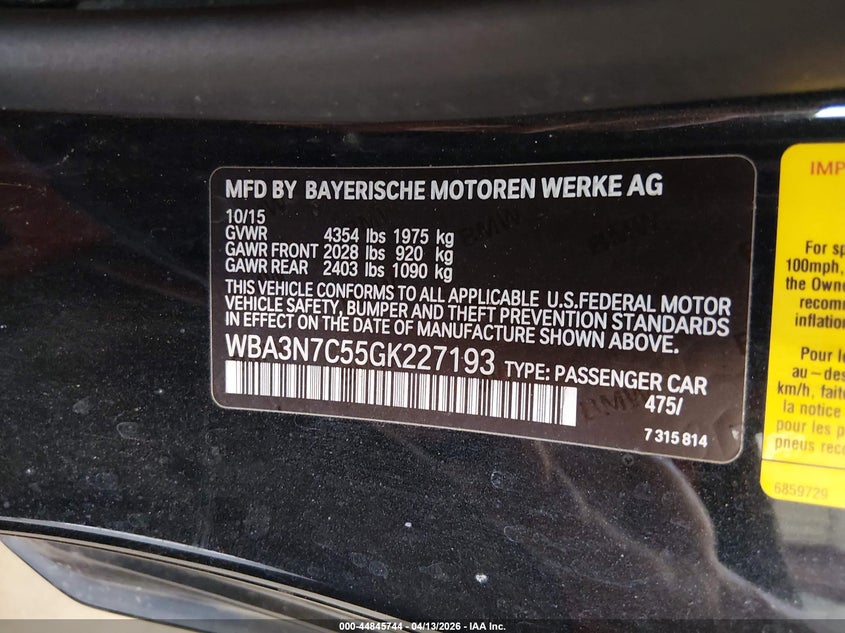 MFD BY BAYERISCHE MOTOREN WERKE AG
10/15
GVWR 4354 lbs 1975 kg
GAWR FRONT 2028 lbs 920 kg
GAWR REAR 2403 lbs 1090 kg
THIS VEHICLE CONFORMS TO ALL APPLICABLE U.S.FEDERAL MOTOR
VEHICLE SAFETY, BUMPER AND THEFT PREVENTION STANDARDS
IN EFFECT ON THE DATE OF MANUFACTURE SHOWN ABOVE.
WBA3N7C55GK227193 TYPE: PASSENGER CAR
475/
7 315 814
IMP
For sp
100mph,
the Owne
recom
inflation
Pour le
au-des
km/h, faite
la notice
pour les p
pneus reco
6859729
000-44845744 | 04/13/2026 | IAA Inc.